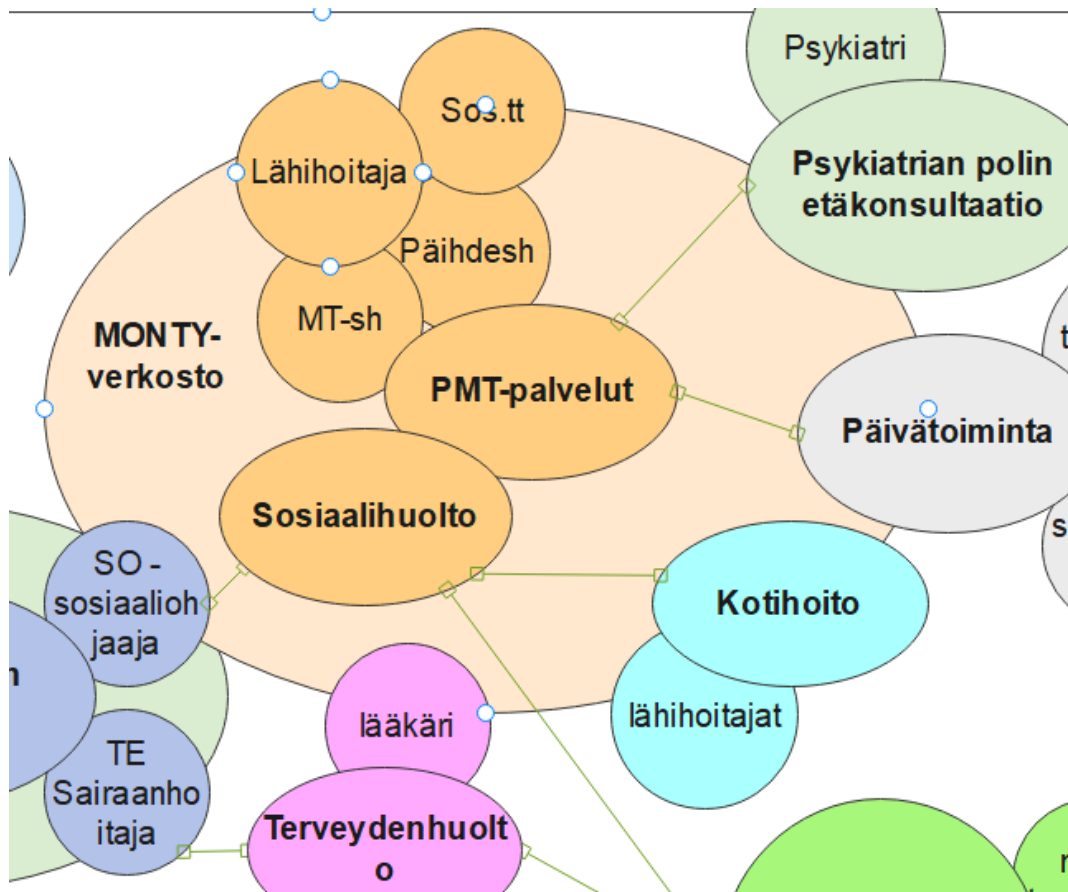 Psykiatri
Sos.tt
Lähihoitaja
Psykiatrian polin
etäkonsultaatio
Päihdesh
MT-sh
MONTY-
verkosto
PMT-palvelut
Päivätoiminta
Sosiaalihuolto
SO -
sosiaalioh
jaaja
Kotihoito
lääkäri
lähihoitajat
TE
Sairaanho
itaja
Terveydenhuolt
o